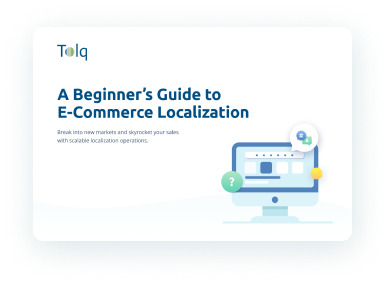 Tolq
A Beginner's Guide to
E-Commerce Localization
Break into new markets and skyrocket your sales
with scalable localization operations.
?